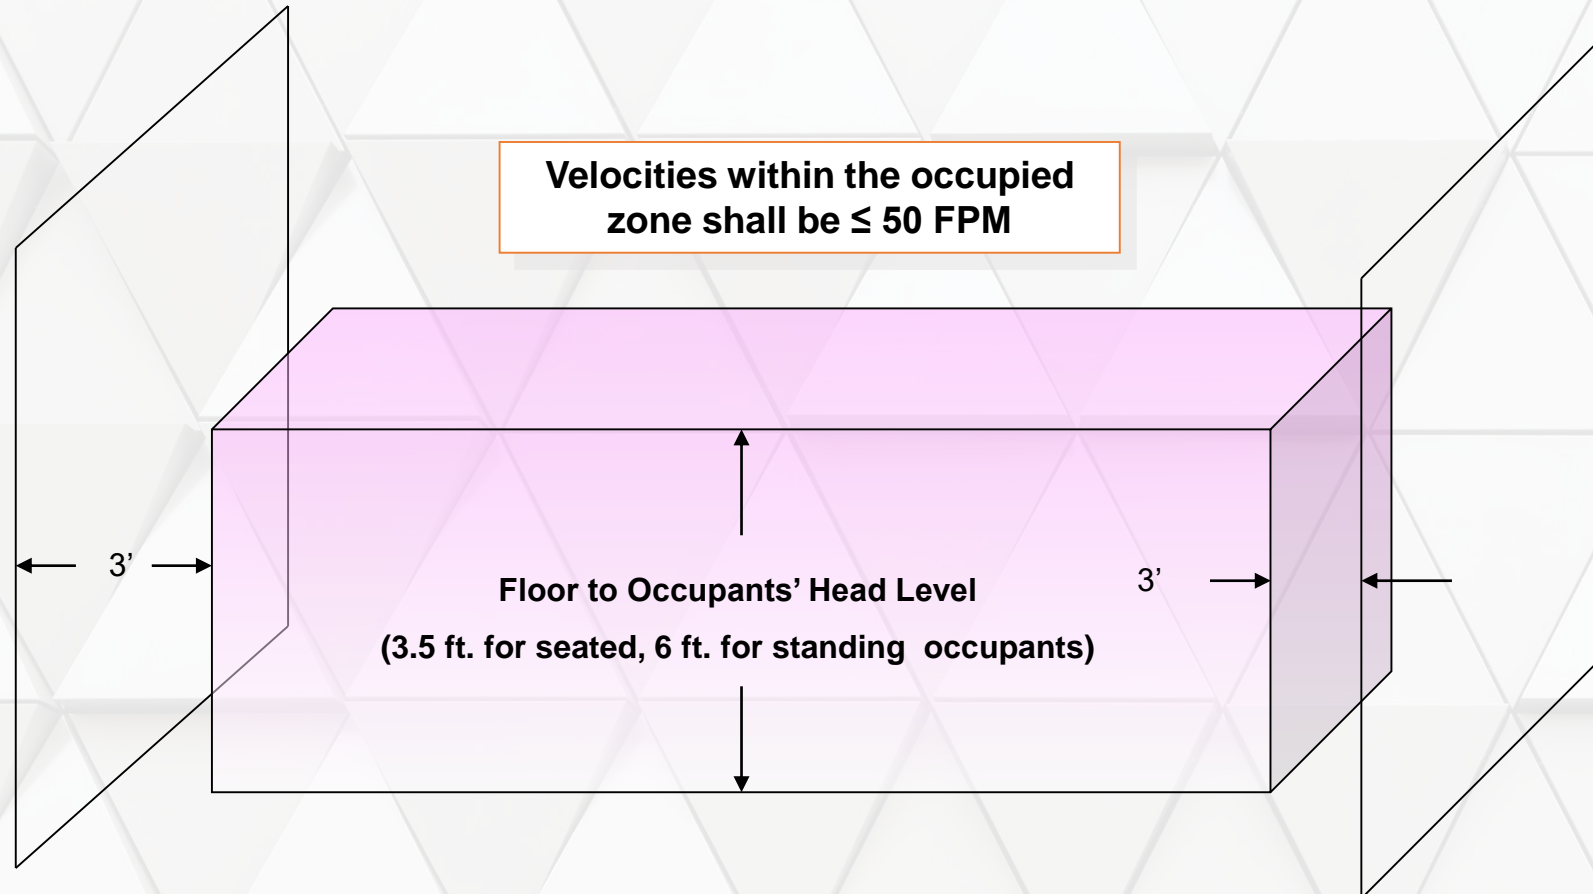 Velocities within the occupied
zone shall be ≤ 50 FPM
3’
3’
Floor to Occupants’ Head Level
(3.5 ft. for seated, 6 ft. for standing  occupants)